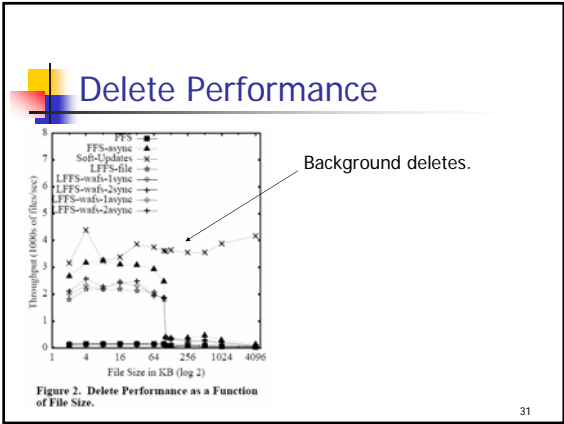 Delete Performance
8
7
6
5
4
3
2
1
0
Throughput (1000s of files/sec)
FFS
FFS-async
Soft-Updates
LFFS-file
LFFS-wafs-1sync
LFFS-wafs-2sync
LFFS-wafs-1async
LFFS-wafs-2async
1 4 16 64 256 1024 4096
File Size in KB (log 2)
Figure 2. Delete Performance as a Function
of File Size.
Background deletes.
31